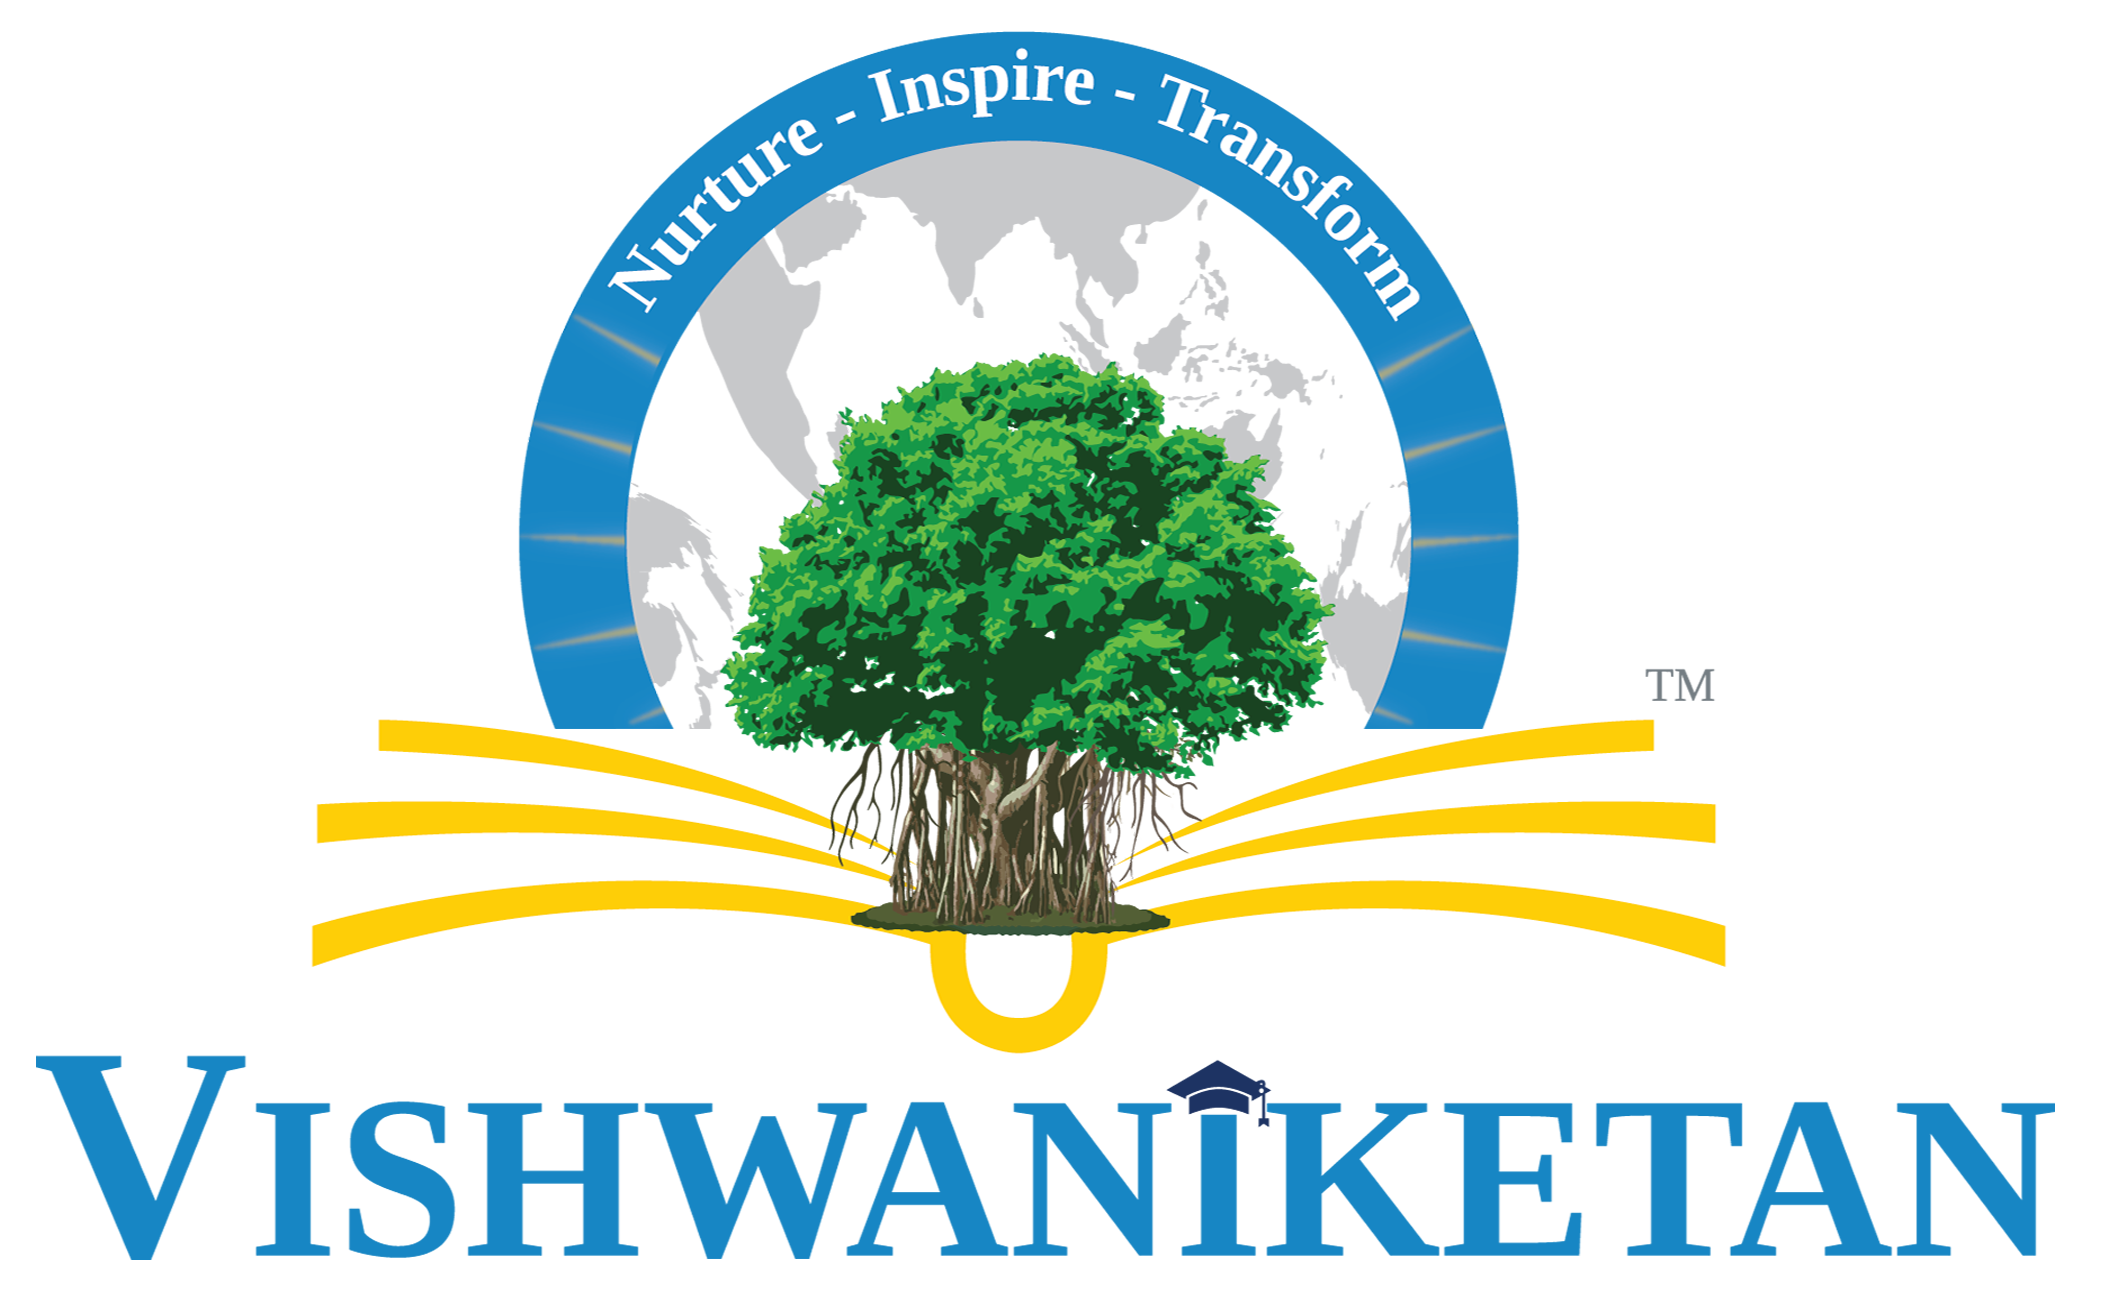 Nurture - Inspire - Transform
TM
VISHWANIKETAN